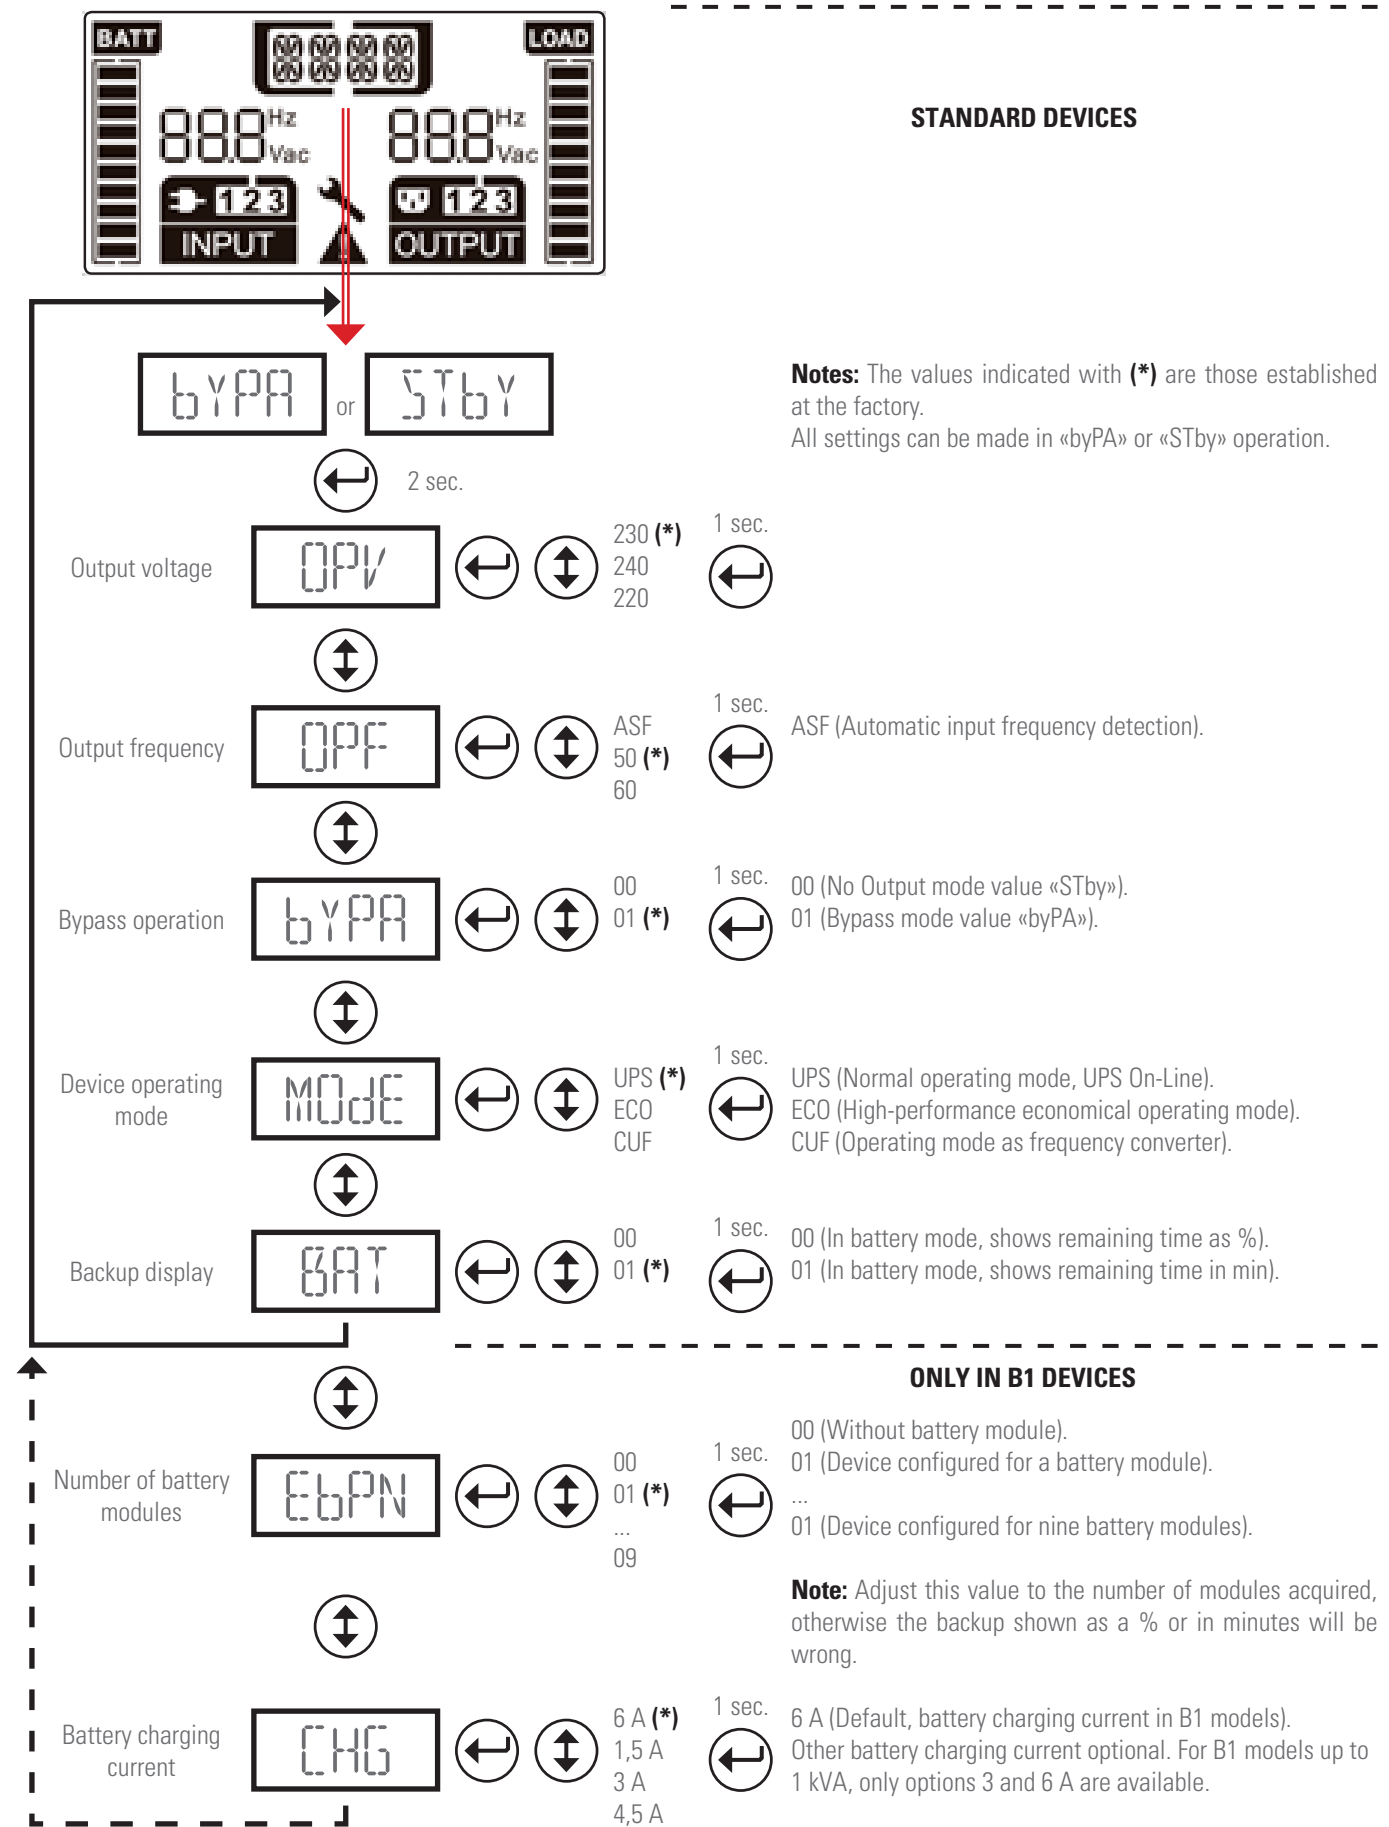 BATT
LOAD
88.8 Hz Vac
88.8 Hz Vac
123
123
INPUT
OUTPUT
STANDARD DEVICES
bYPA or STbY
Notes: The values indicated with (*) are those established
at the factory.
All settings can be made in «byPA» or «STby» operation.
2 sec.
Output voltage
OPV
230 (*)
240
220
1 sec.
Output frequency
OPF
ASF
50 (*)
60
1 sec.
ASF (Automatic input frequency detection).
Bypass operation
bYPA
00
01 (*)
1 sec.
00 (No Output mode value «STby»).
01 (Bypass mode value «byPA»).
Device operating
mode
MOdE
UPS (*)
ECO
CUF
1 sec.
UPS (Normal operating mode, UPS On-Line).
ECO (High-performance economical operating mode).
CUF (Operating mode as frequency converter).
Backup display
BAT
00
01 (*)
1 sec.
00 (In battery mode, shows remaining time as %).
01 (In battery mode, shows remaining time in min).
ONLY IN B1 DEVICES
Number of battery
modules
EbPN
00
01 (*)
...
09
1 sec.
00 (Without battery module).
01 (Device configured for a battery module).
...
01 (Device configured for nine battery modules).
Note: Adjust this value to the number of modules acquired,
otherwise the backup shown as a % or in minutes will be
wrong.
Battery charging
current
CHG
6 A (*)
1,5 A
3 A
4,5 A
1 sec.
6 A (Default, battery charging current in B1 models).
Other battery charging current optional. For B1 models up to
1 kVA, only options 3 and 6 A are available.